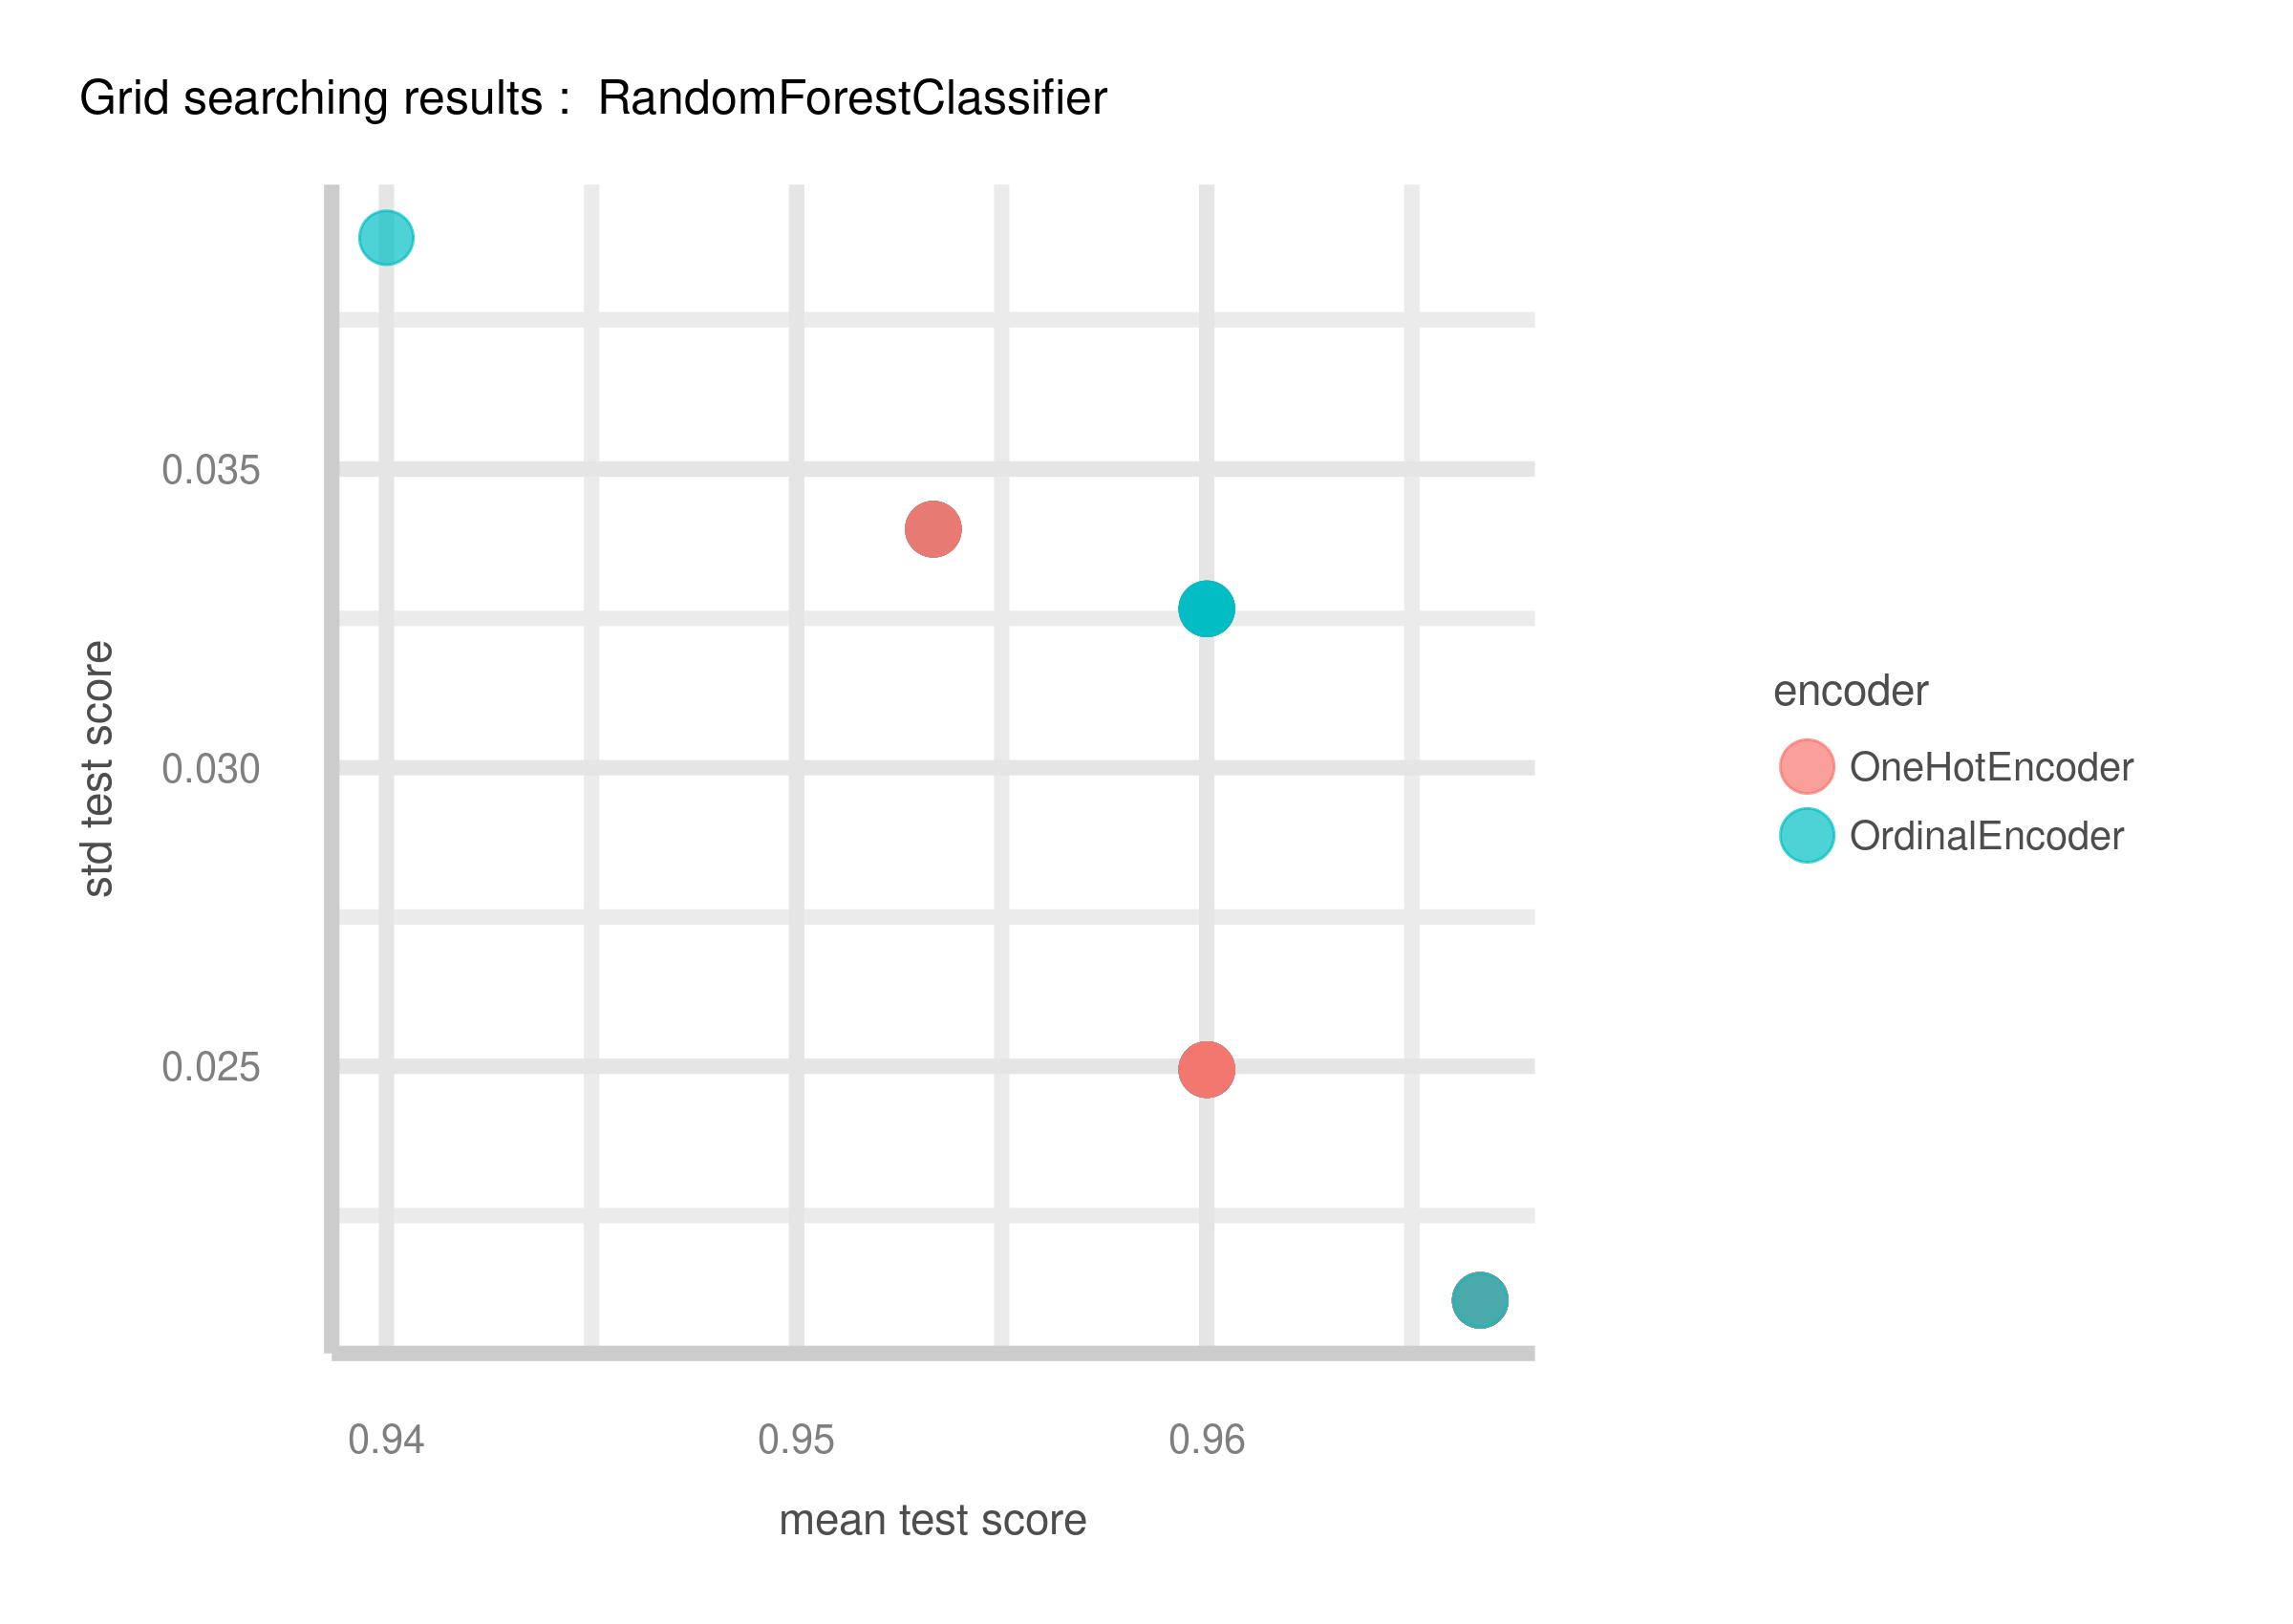 Grid searching results :  RandomForestClassifier
0.035
0.030
0.025
std test score
0.94
0.95
0.96
mean test score
encoder
OneHotEncoder
OrdinalEncoder